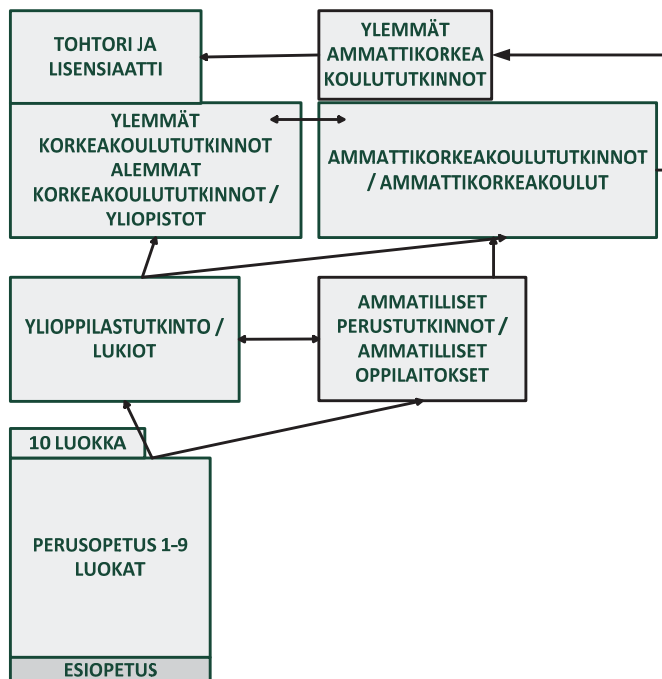 TOHTORI JA
LISENSIAATTI
YLEMMÄT
AMMATTIKORKEA
KOULUTUTKINNOT
YLEMMÄT
KORKEAKOULUTUTKINNOT
ALEMMAT
KORKEAKOULUTUTKINNOT /
YLIOPISTOT
AMMATTIKORKEAKOULUTUTKINNOT
/ AMMATTIKORKEAKOULUT
YLIOPPILASTUTKINTO /
LUKIOT
AMMATILLISET
PERUSTUTKINNOT /
AMMATILLISET
OPPILAITOKSET
10 LUOKKA
PERUSOPETUS 1-9
LUOKAT
ESIOPETUS